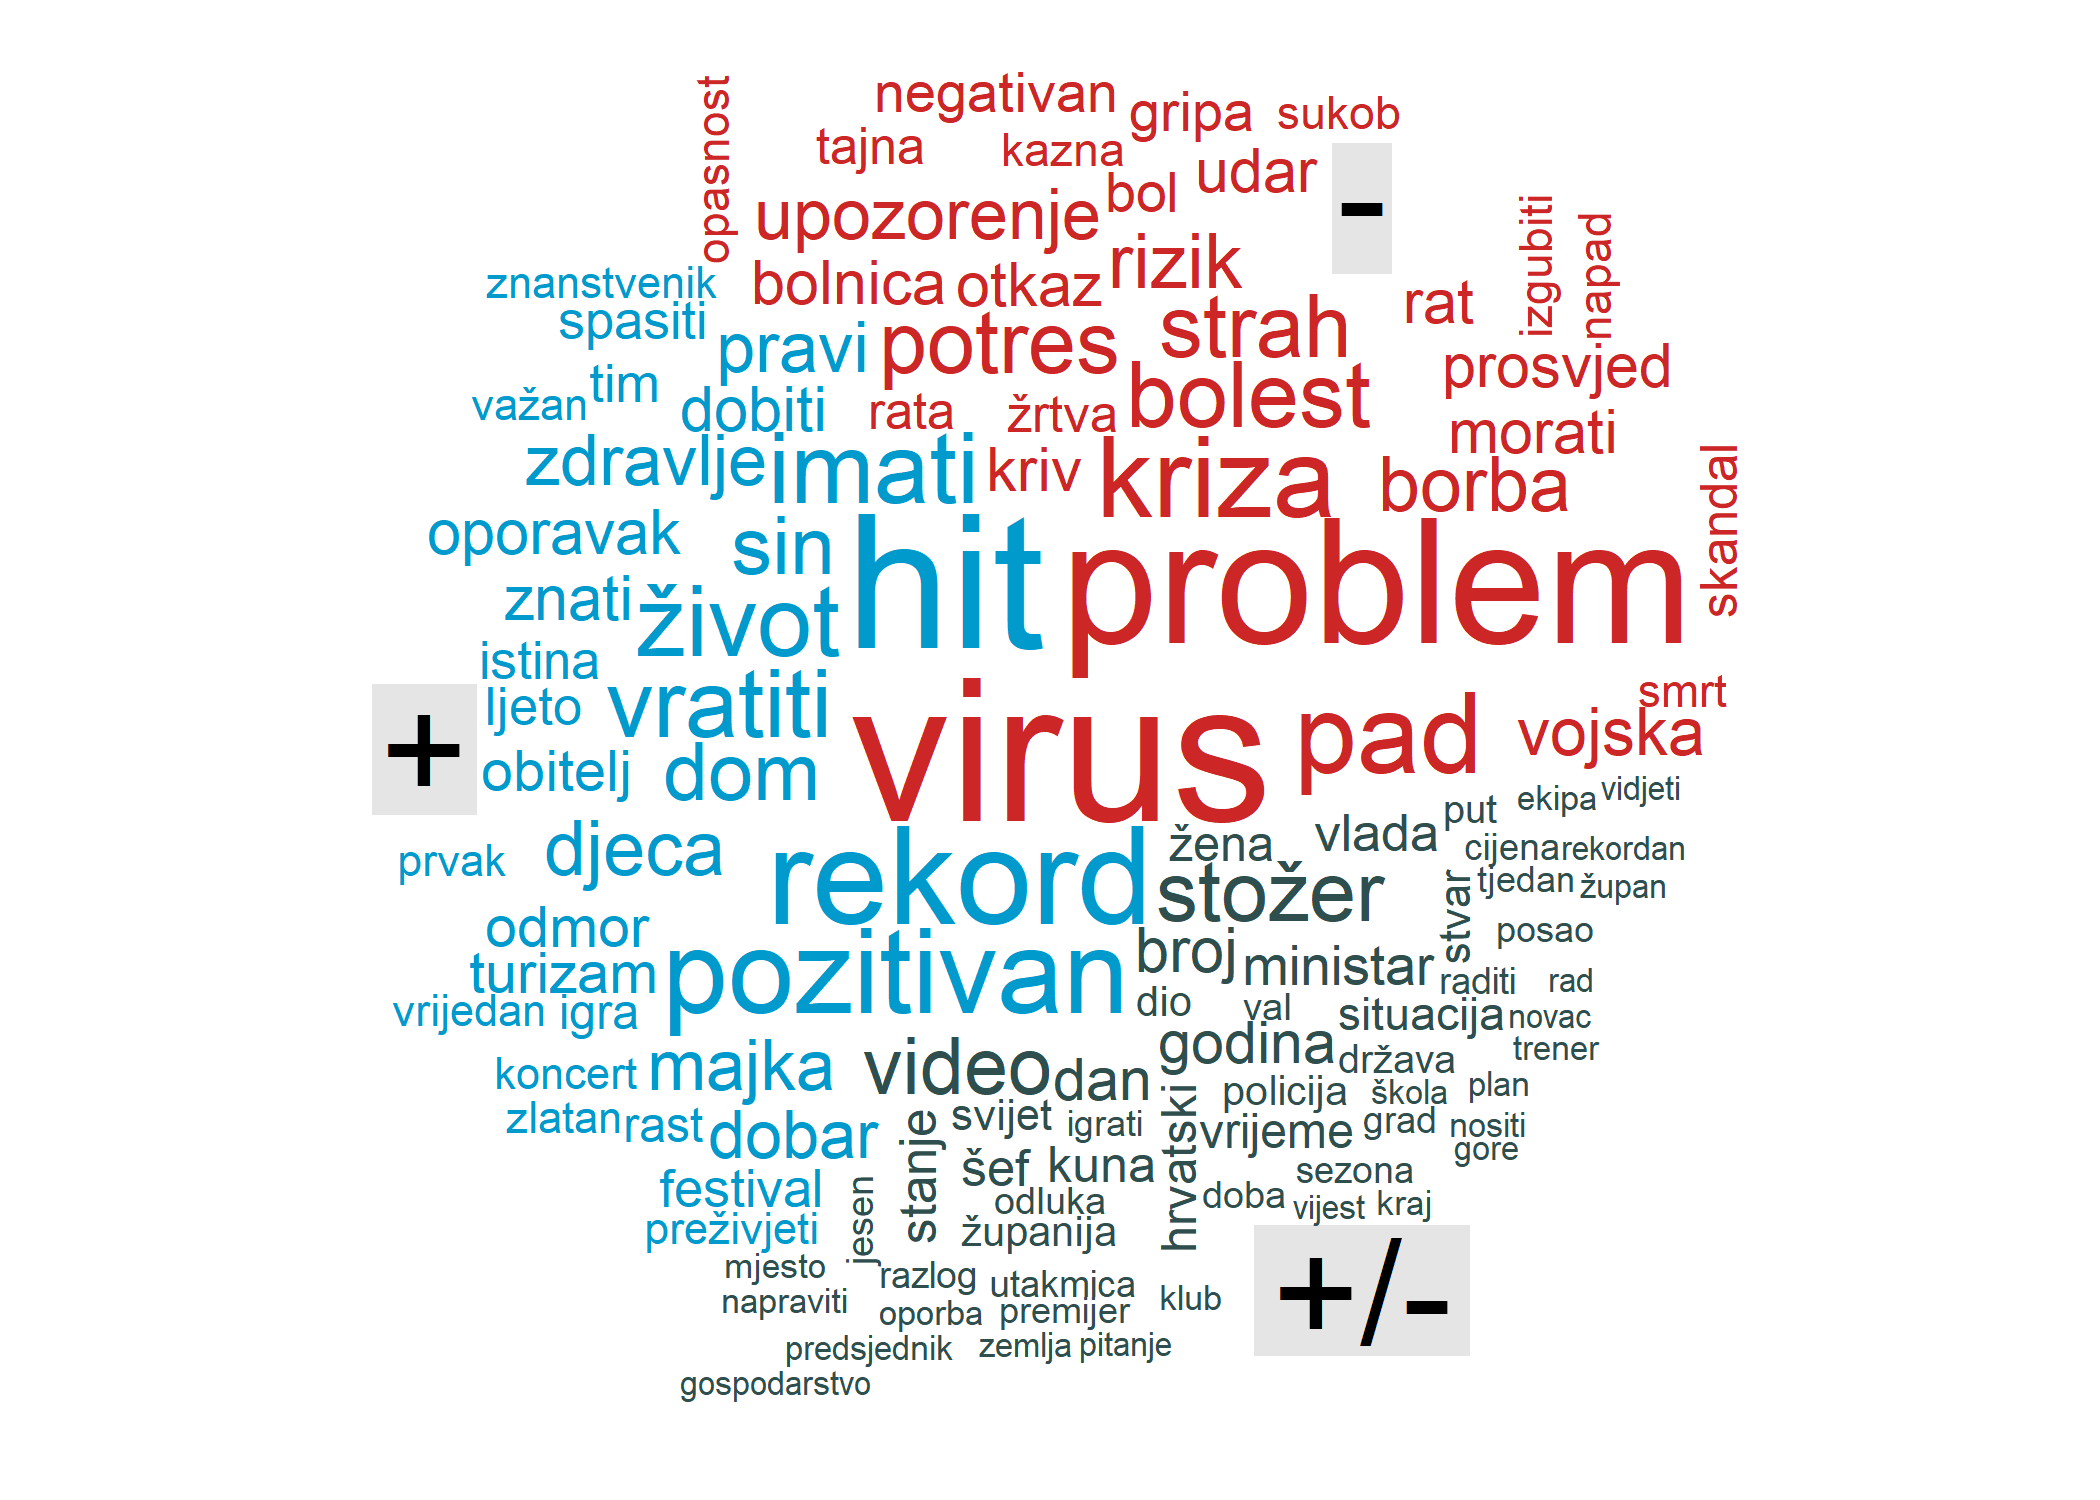 negativan
gripa
sukob
opasnost
tajna
kazna
udar
-
bol
upozorenje
rizik
izgubiti
napad
znanstvenik
bolnica
otkaz
rat
spasiti
pravi
potres
strah
prosvjed
tim
važan
dobiti
rata
žrtva
bolest
morati
zdravlje
imati
kriv
kriza
borba
skandal
oporavak
sin
hit
problem
znati
život
istina
ljeto
vratiti
virus
pad
smrt
vojska
+
obitelj
dom
put
ekipa
vidjeti
prvak
djeca
rekord
žena
vlada
cijena
rekordan
stožer
stvar
tjedan
župan
odmor
posao
turizam
pozitivan
broj
ministar
raditi
rad
vrijedan
igra
dio
val
situacija
novac
godina
država
trener
koncert
majka
video
dan
policija
škola
plan
zlatan
rast
dobar
stanje
svijet
igrati
hrvatski
vrijeme
grad
nositi
gore
festival
šef
kuna
sezona
jesen
odluka
doba
vijest
kraj
preživjeti
županija
mjesto
razlog
utakmica
klub
+/-
napraviti
oporba
premijer
predsjednik
zemlja
pitanje
gospodarstvo